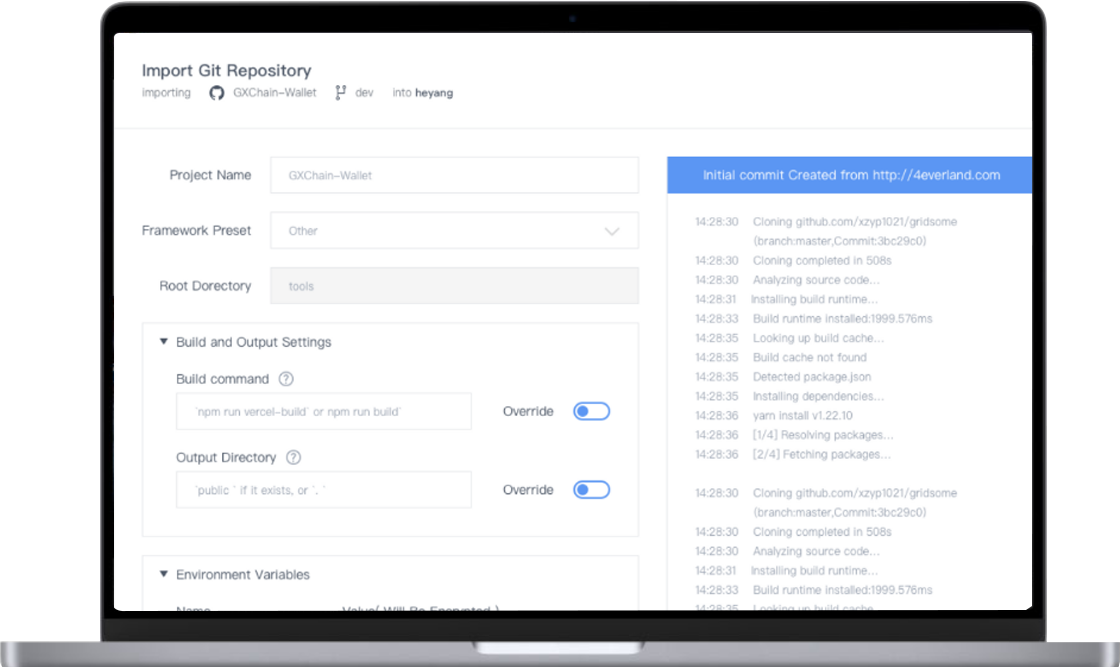 Import Git Repository
importing GXChain-Wallet dev into heyang
Project Name GXChain-Wallet
Framework Preset Other
Root Dorectory tools
Build and Output Settings
Build command ?
`npm run vercel-build` or npm run build` Override
Output Directory ?
`public ` if it exists, or `. ` Override
Environment Variables
Name Value( Will Be Encrypted )
Initial commit Created from http://4everland.com
14:28:30 Cloning github.com/xzyp1021/gridsome
(branch:master,Commit:3bc29c0)
14:28:30 Cloning completed in 508s
14:28:30 Analyzing source code...
14:28:31 Installing build runtime...
14:28:33 Build runtime installed:1999.576ms
14:28:35 Looking up build cache...
14:28:35 Build cache not found
14:28:35 Detected package.json
14:28:35 Installing dependencies...
14:28:36 yarn install v1.22.10
14:28:36 [1/4] Resolving packages...
14:28:36 [2/4] Fetching packages...
14:28:30 Cloning github.com/xzyp1021/gridsome
(branch:master,Commit:3bc29c0)
14:28:30 Cloning completed in 508s
14:28:30 Analyzing source code...
14:28:31 Installing build runtime...
14:28:33 Build runtime installed:1999.576ms
14:28:35 Looking up build cache